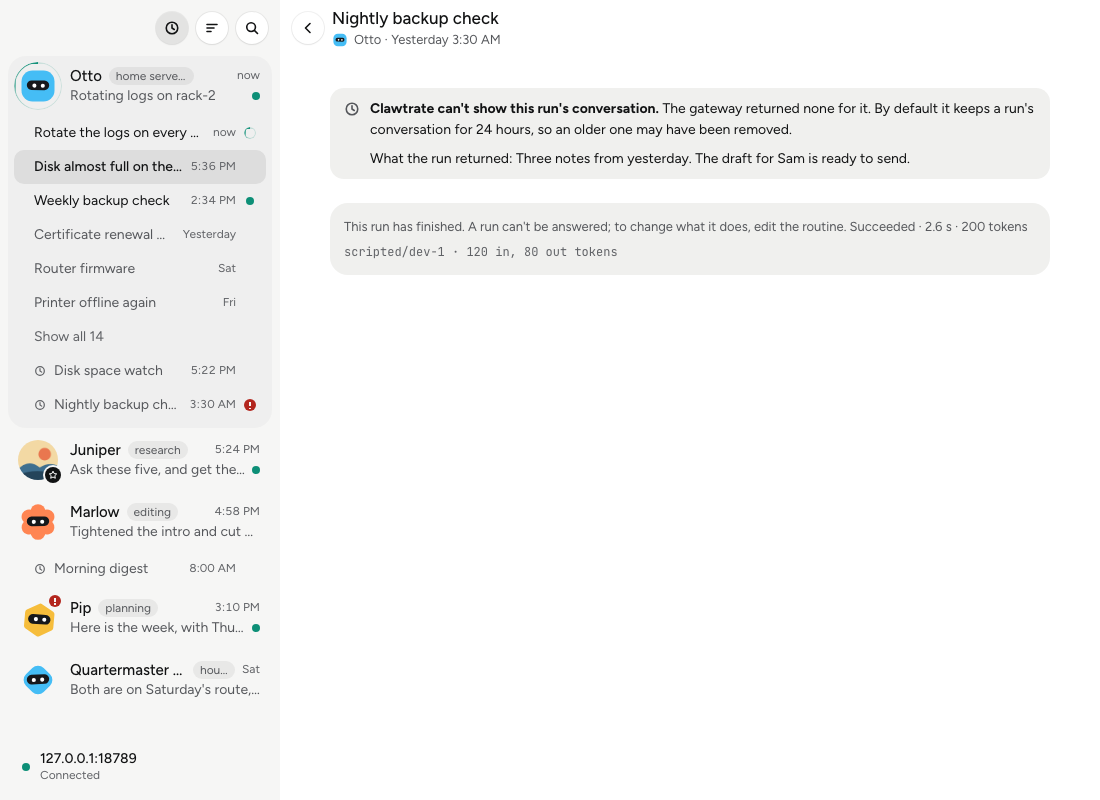 Otto
home serve...
now
Rotating logs on rack-2
Rotate the logs on every ...
now
Disk almost full on the...
5:36 PM
Weekly backup check
2:34 PM
Certificate renewal ...
Yesterday
Router firmware
Sat
Printer offline again
Fri
Show all 14
Disk space watch
5:22 PM
Nightly backup ch...
3:30 AM
Juniper
research
5:24 PM
Ask these five, and get the...
Marlow
editing
4:58 PM
Tightened the intro and cut ...
Morning digest
8:00 AM
Pip
planning
3:10 PM
Here is the week, with Thu...
Quartermaster ...
hou...
Sat
Both are on Saturday's route,...
127.0.0.1:18789
Connected
Nightly backup check
Otto · Yesterday 3:30 AM
Clawtrate can't show this run's conversation. The gateway returned none for it. By default it keeps a run's
conversation for 24 hours, so an older one may have been removed.
What the run returned: Three notes from yesterday. The draft for Sam is ready to send.
This run has finished. A run can't be answered; to change what it does, edit the routine. Succeeded · 2.6 s · 200 tokens
scripted/dev-1 · 120 in, 80 out tokens